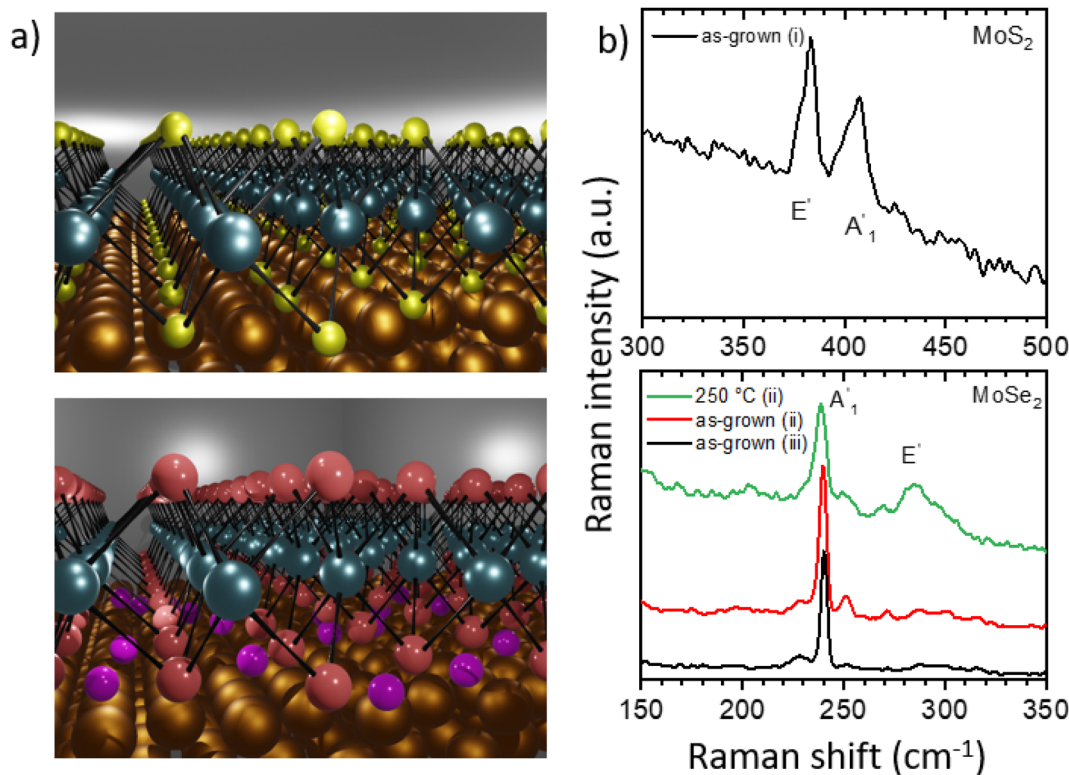 a)
b)
as-grown (i)
MoS₂
E'
A'₁
300 350 400 450 500
250 °C (ii)
as-grown (ii)
as-grown (iii)
A'₁
MoSe₂
E'
150 200 250 300 350
Raman intensity (a.u.)
Raman shift (cm⁻¹)